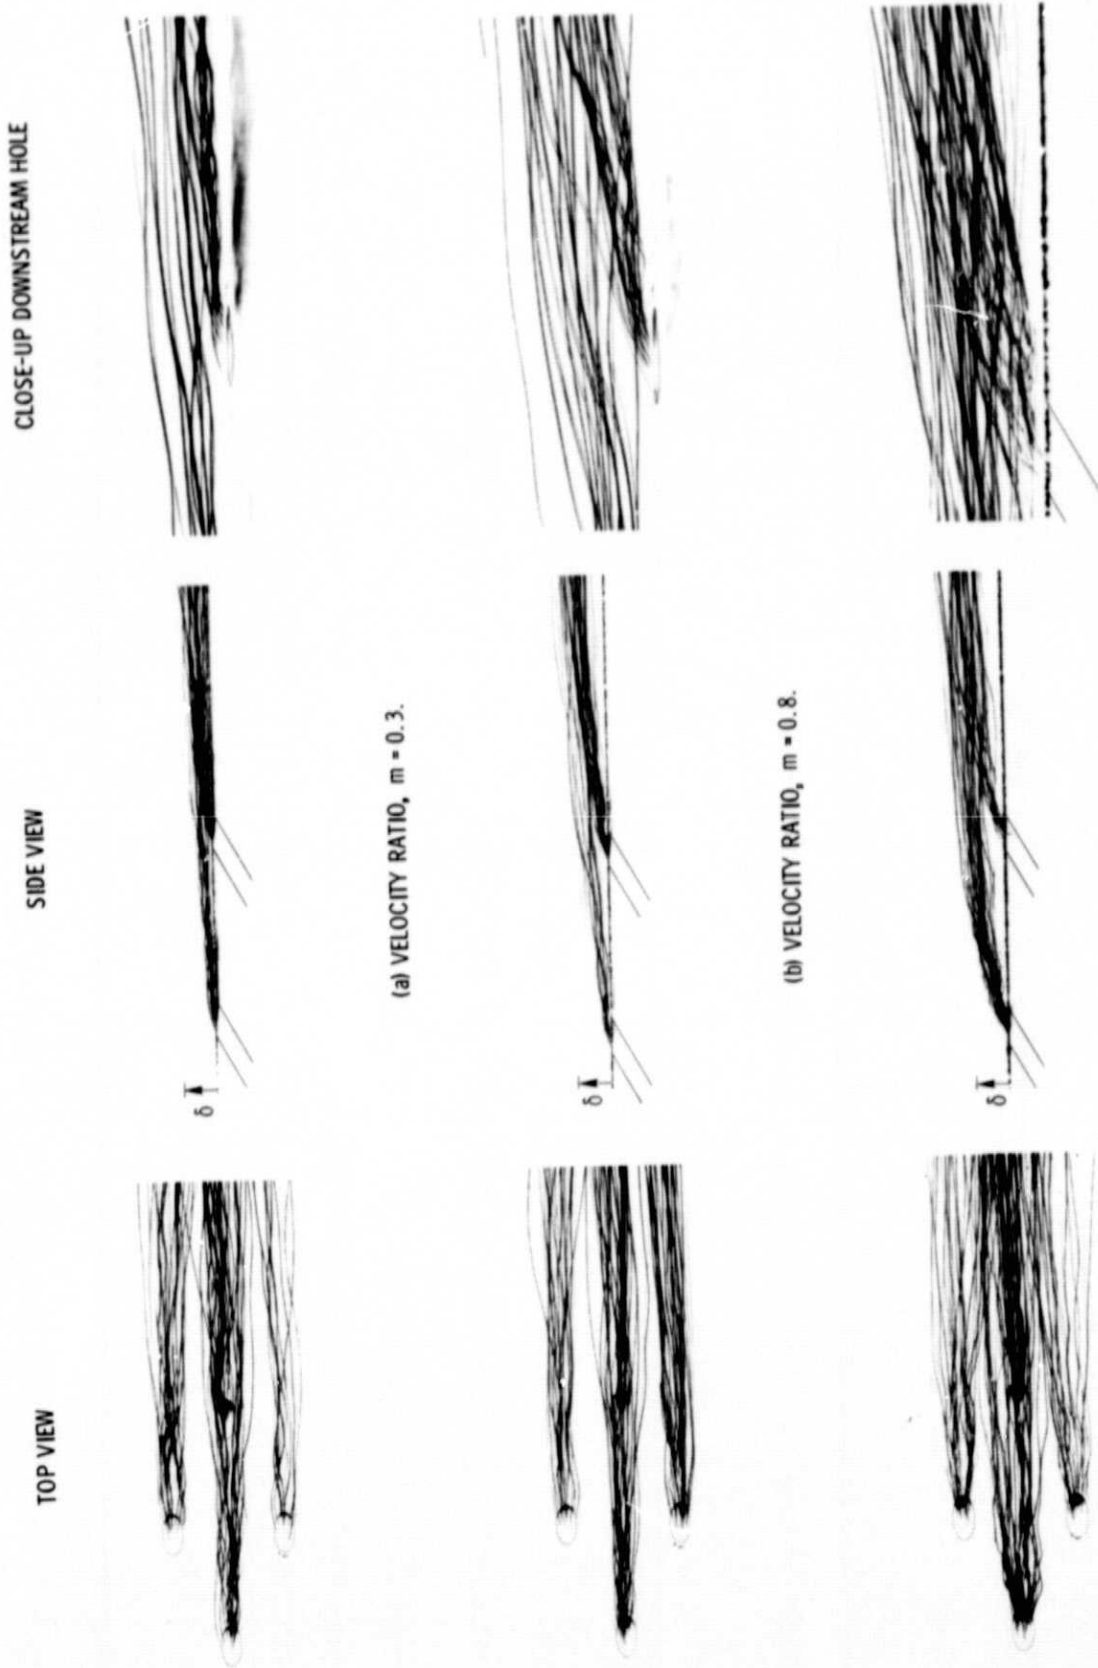 TOP VIEW
SIDE VIEW
CLOSE-UP DOWNSTREAM HOLE
δ
(a) VELOCITY RATIO, m = 0.3.
δ
(b) VELOCITY RATIO, m = 0.8.
δ